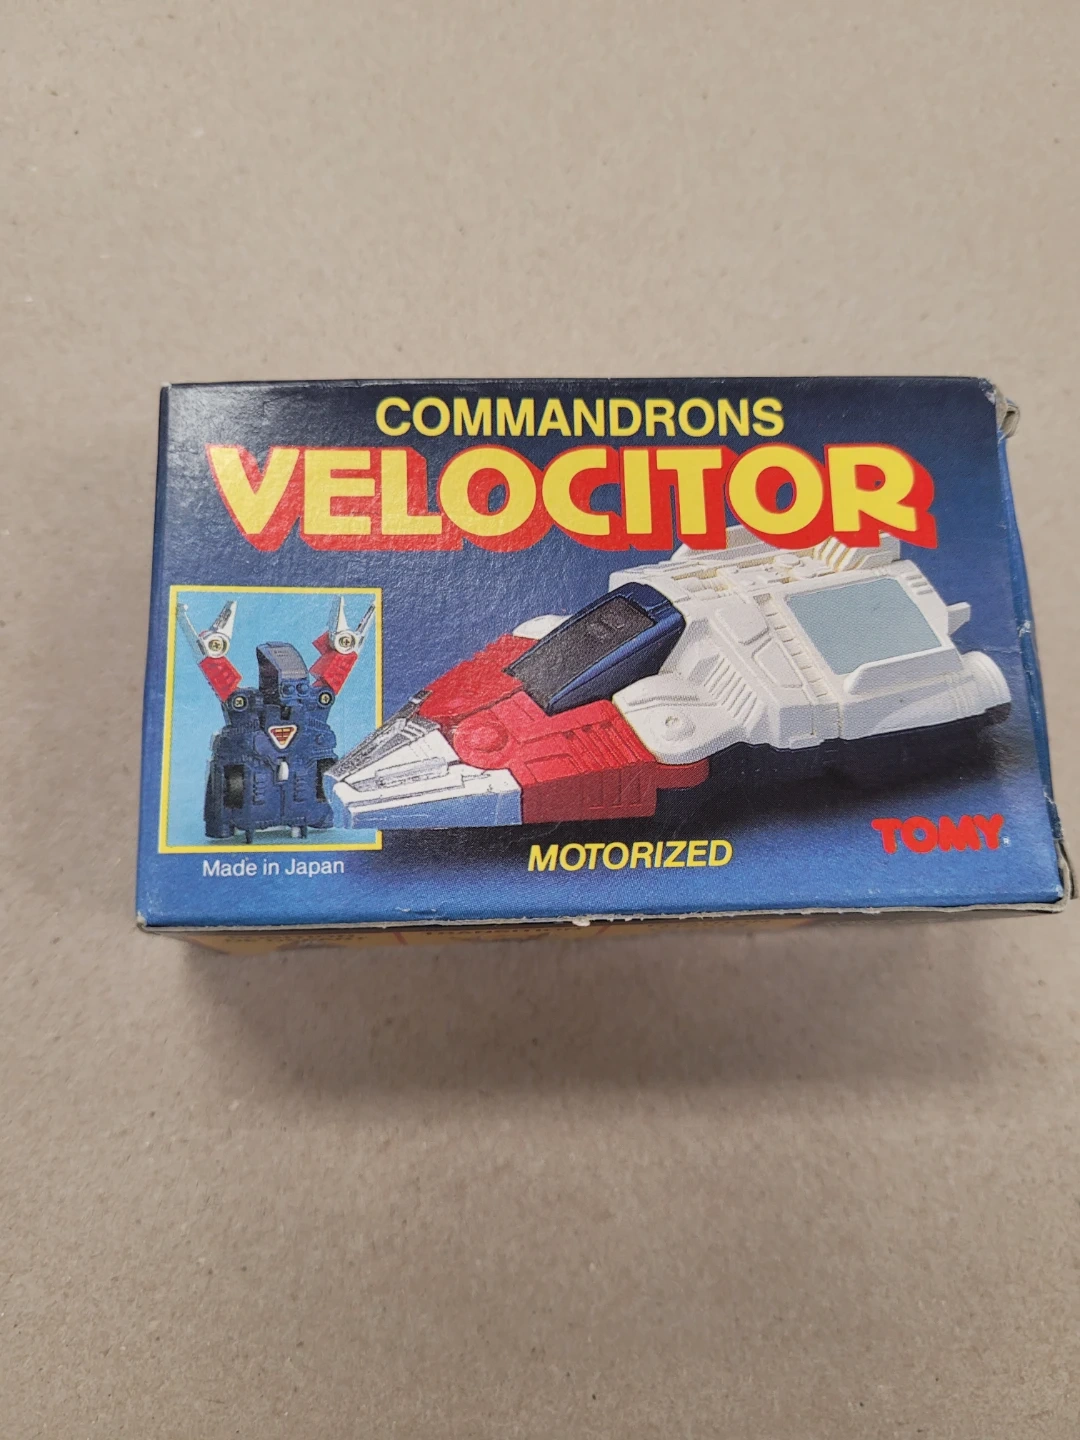 COMMANDRONS
VELOCITOR
Made in Japan
MOTORIZED
TOMY